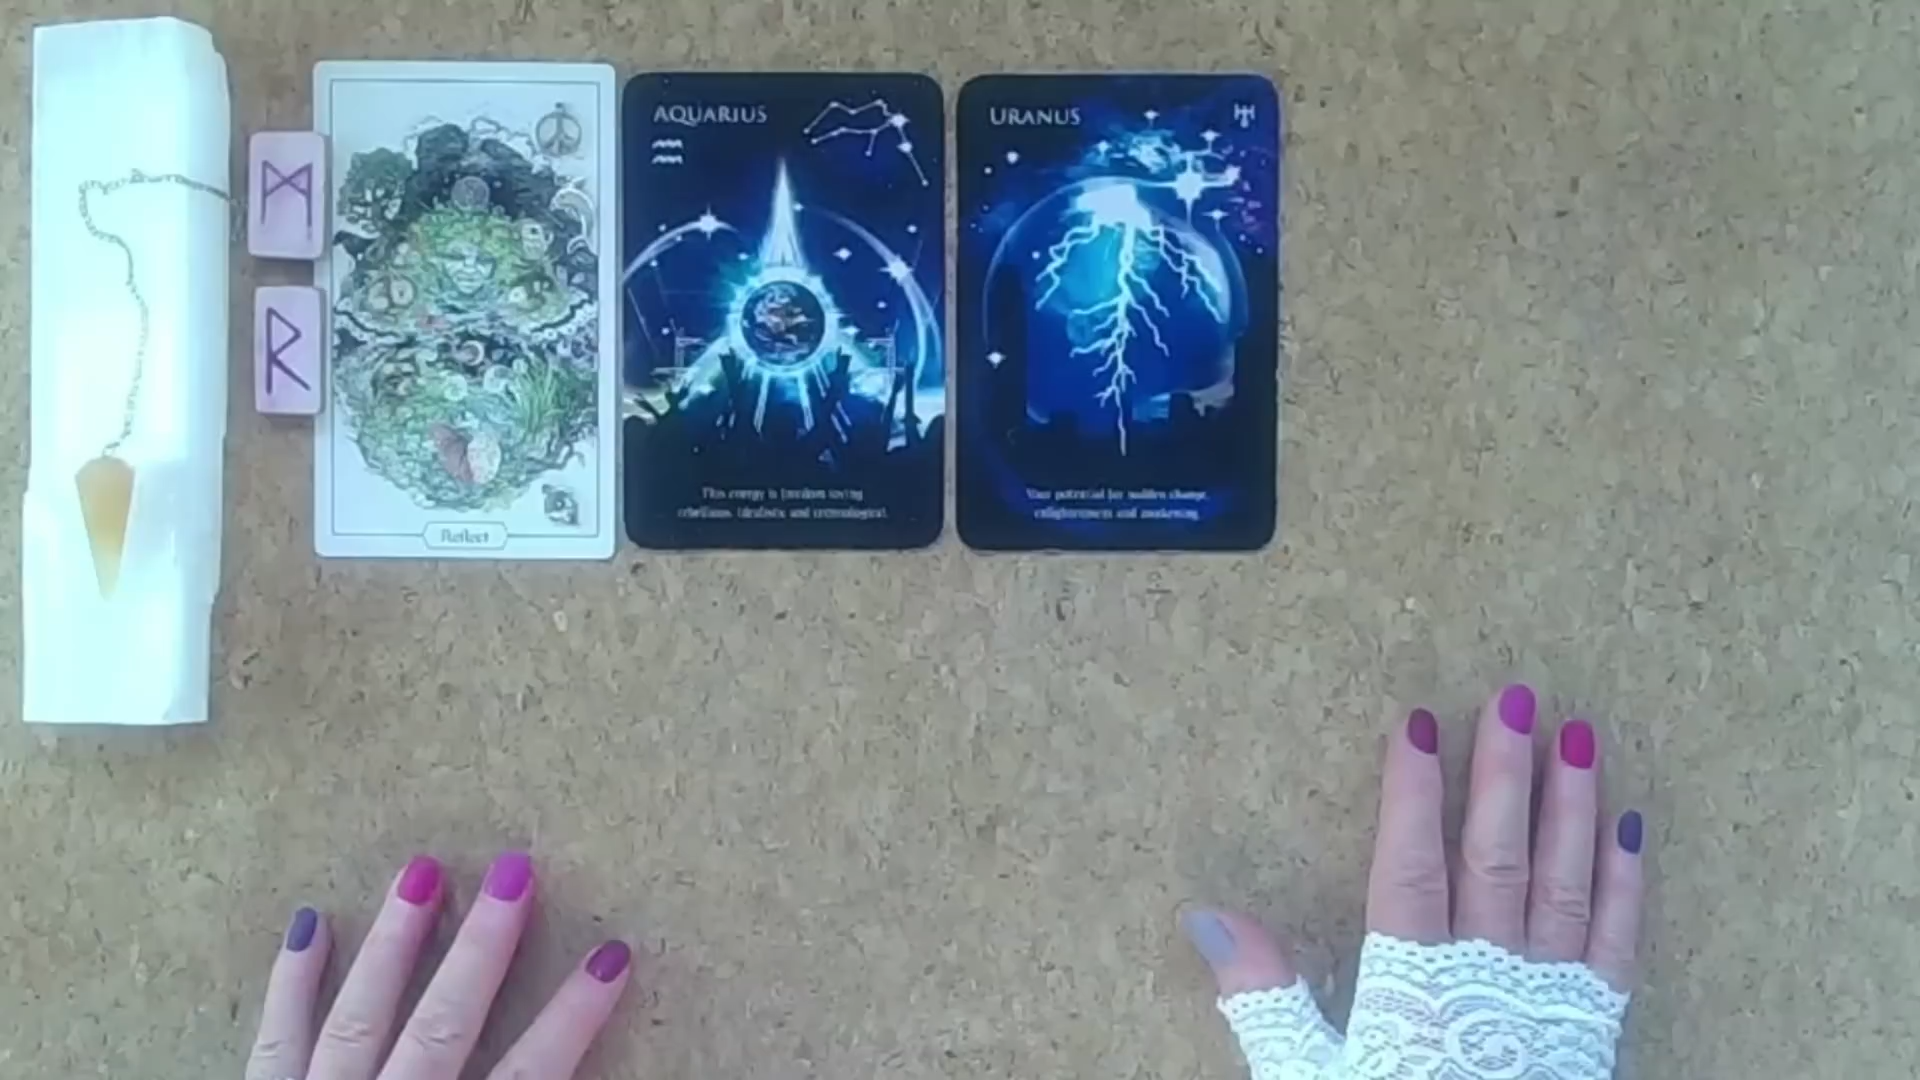 ᛗ
ᚱ
Reflect
AQUARIUS
This energy is freedom loving
rebellious, idealistic and technological.
URANUS
Your potential for sudden change,
enlightenment and awakening.